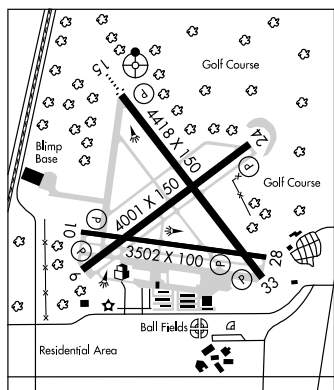 15
Golf Course
P
4418 X 150
24
P
Blimp
Base
Golf Course
4001 X 150
P
10
3502 X 100
P
28
P
6
P
33
Ball Fields
Residential Area